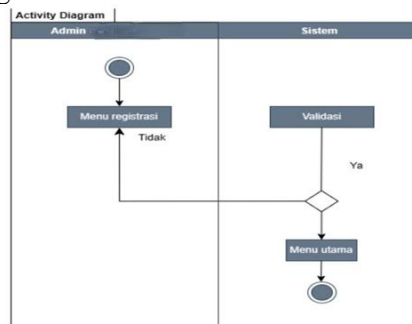 Activity Diagram
Admin
Sistem
Menu registrasi
Validasi
Tidak
Ya
Menu utama